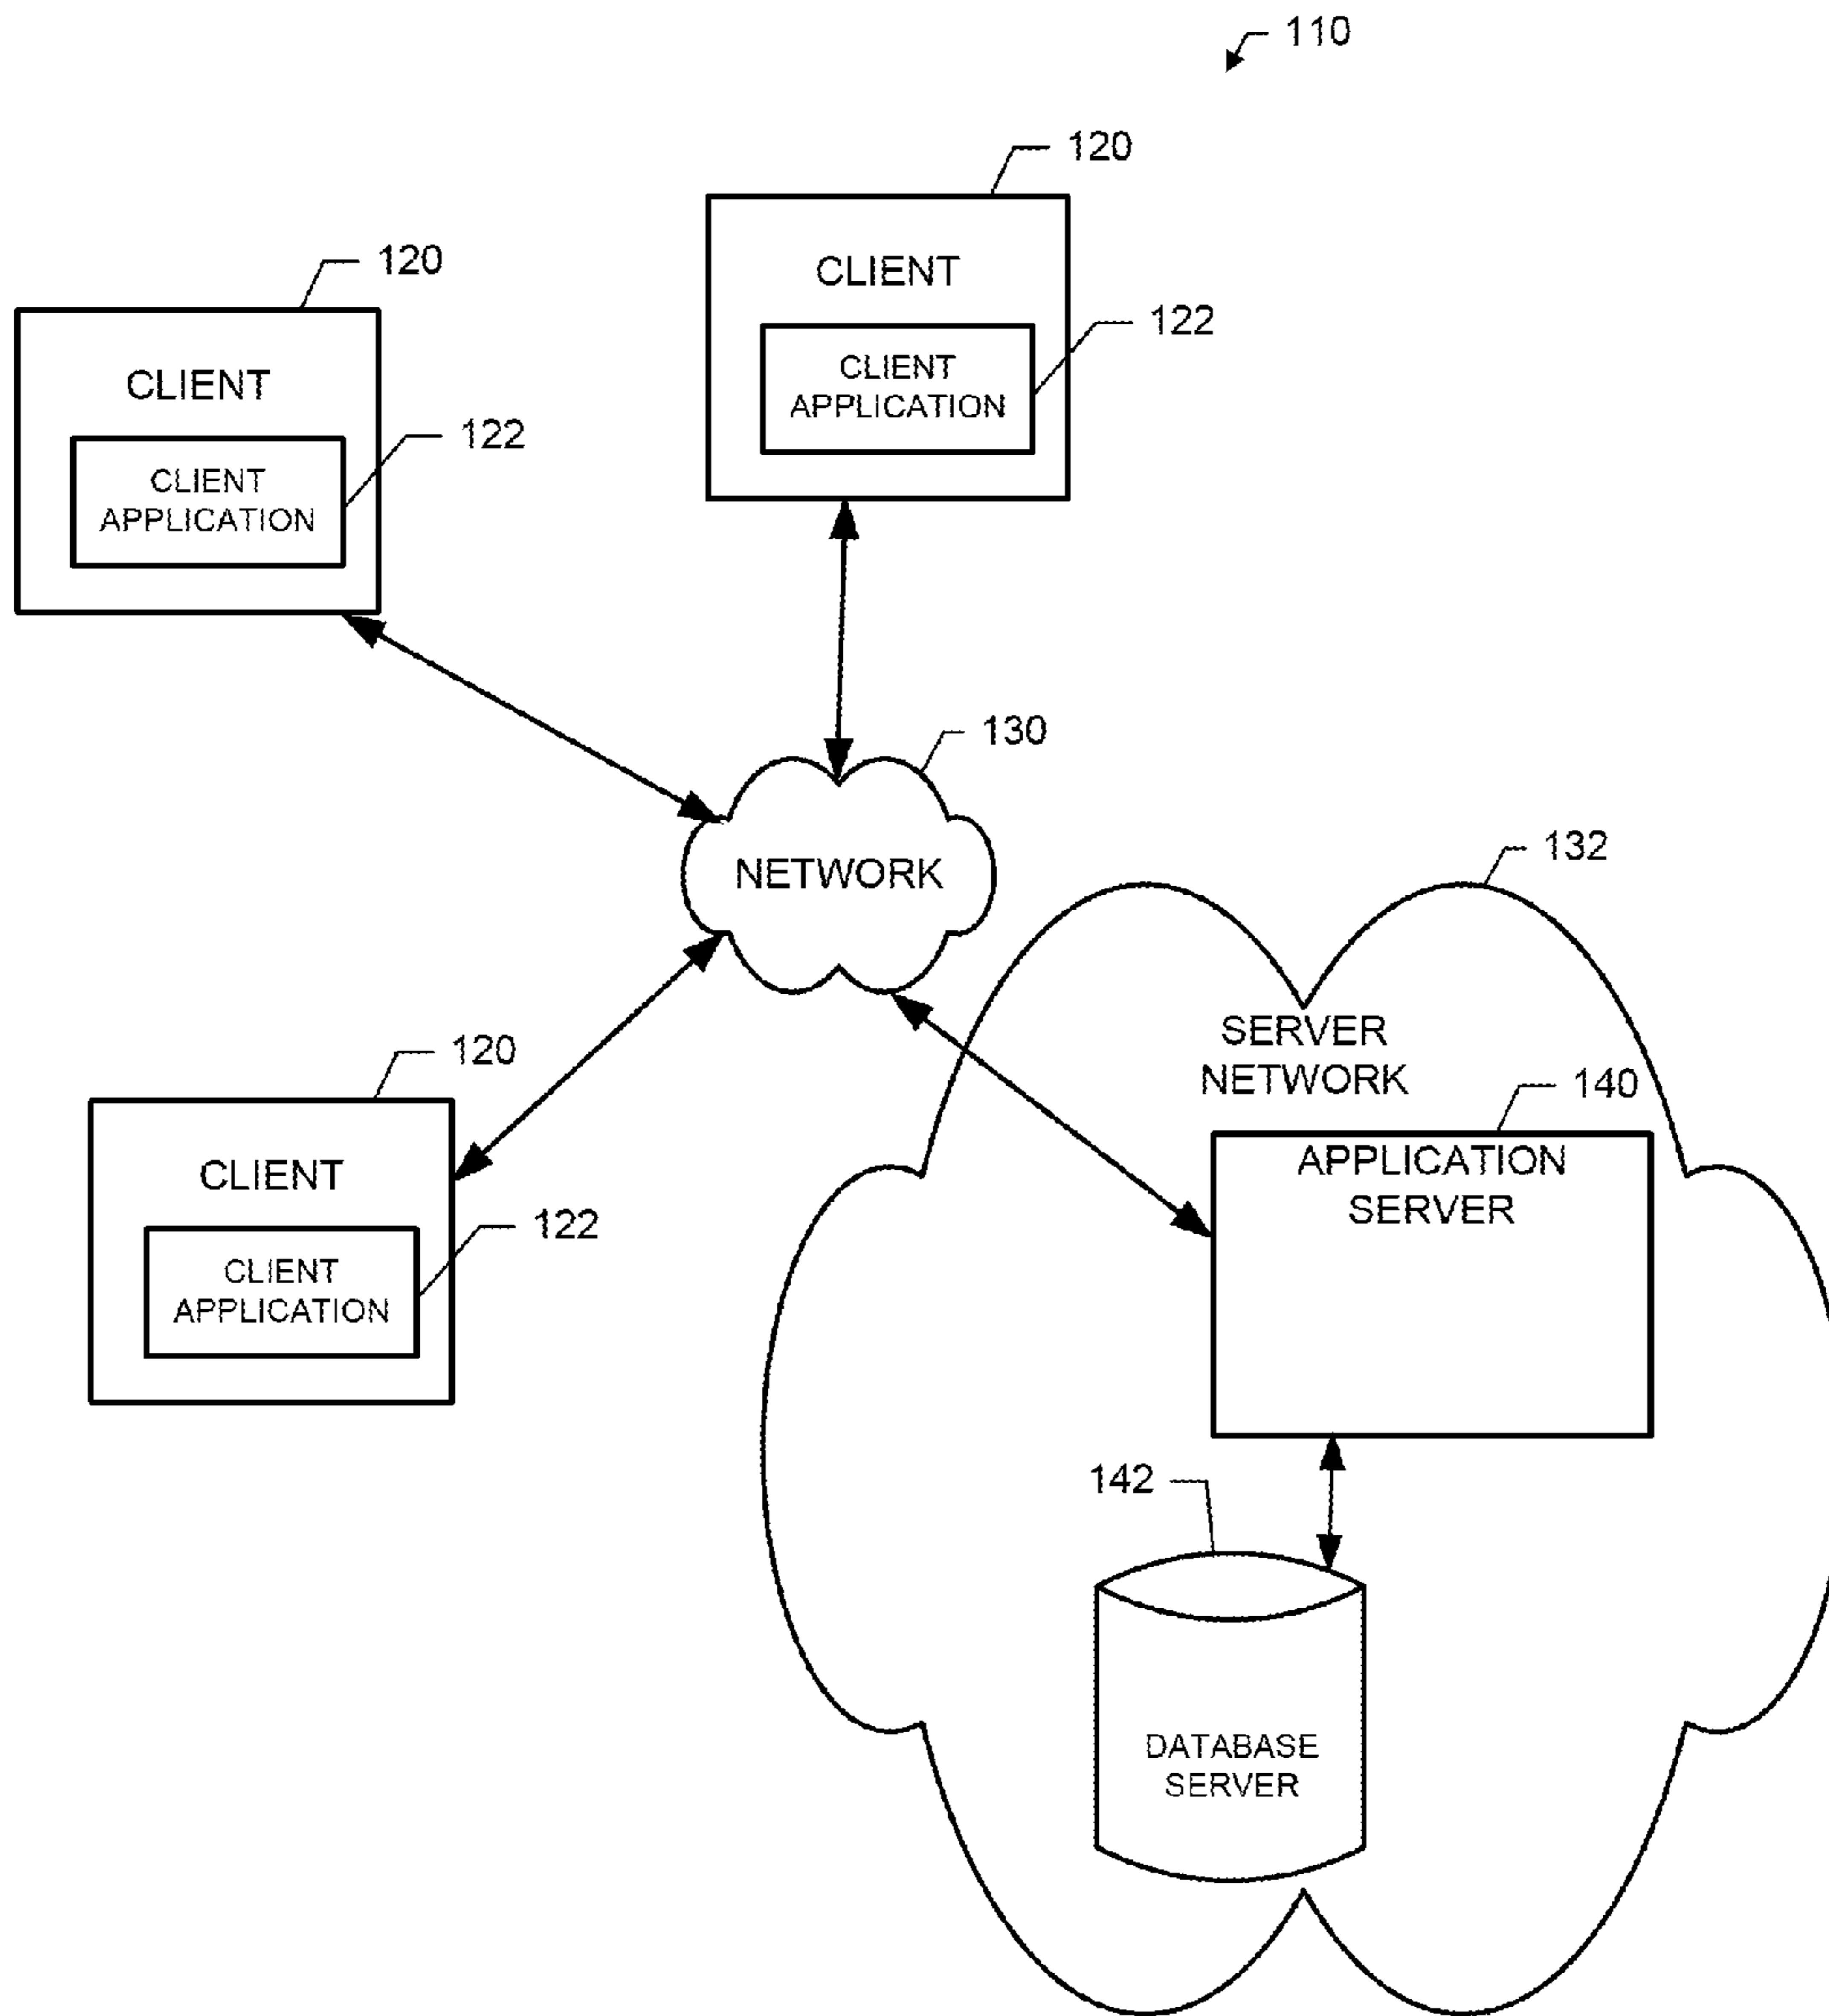 110
120
CLIENT
CLIENT
APPLICATION
122
120
CLIENT
CLIENT
APPLICATION
122
130
NETWORK
132
SERVER
NETWORK
140
APPLICATION
SERVER
120
CLIENT
CLIENT
APPLICATION
122
142
DATABASE
SERVER